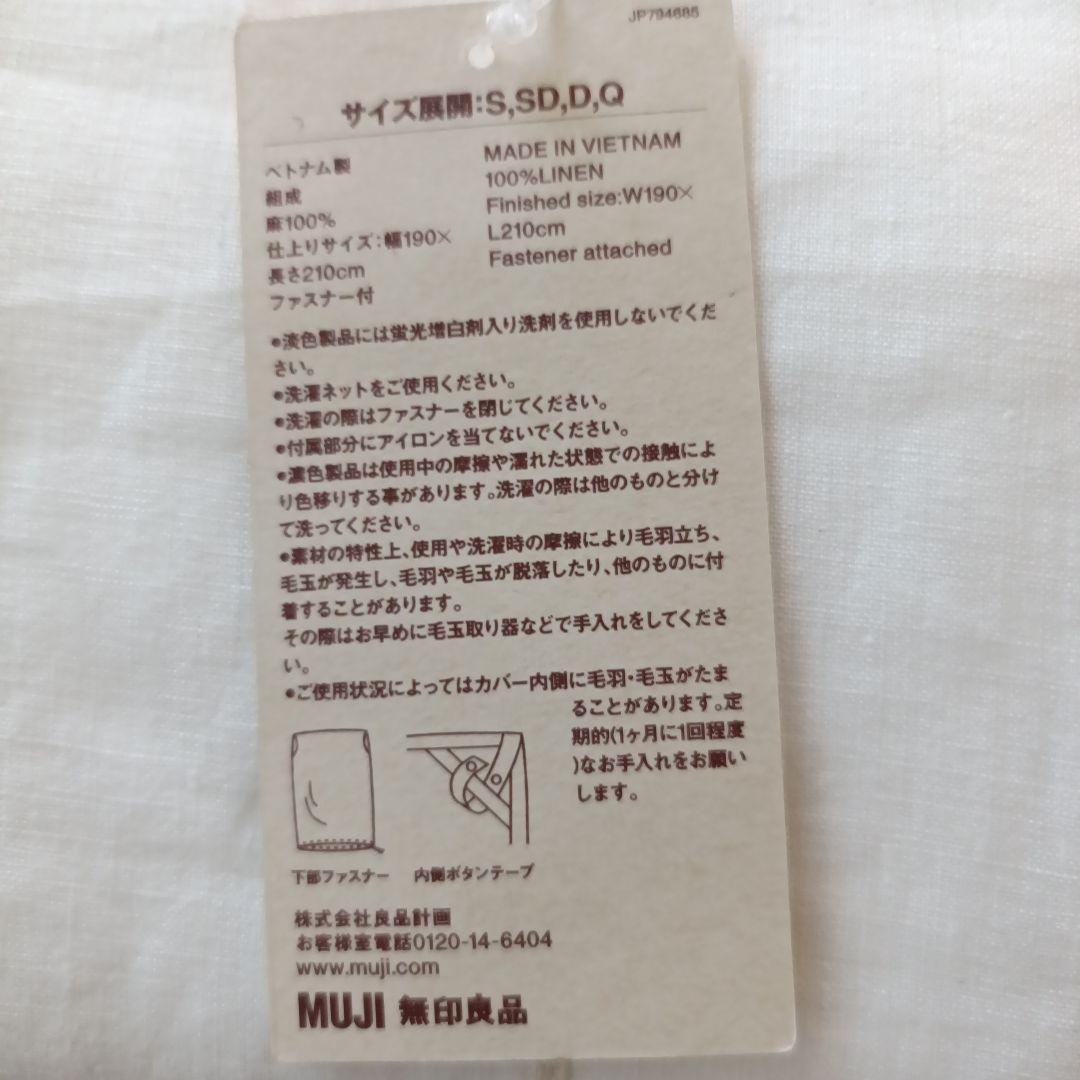 JP794685
サイズ展開:S,SD,D,Q
ベトナム製
組成
麻100%
仕上りサイズ:幅190×
長さ210cm
ファスナー付
MADE IN VIETNAM
100%LINEN
Finished size:W190×
L210cm
Fastener attached
●淡色製品には蛍光増白剤入り洗剤を使用しないでくだ
さい。
●洗濯ネットをご使用ください。
●洗濯の際はファスナーを閉じてください。
●付属部分にアイロンを当てないでください。
●濃色製品は使用中の摩擦や濡れた状態での接触によ
り色移りする事があります。洗濯の際は他のものと分け
て洗ってください。
●素材の特性上、使用や洗濯時の摩擦により毛羽立ち、
毛玉が発生し、毛羽や毛玉が脱落したり、他のものに付
着することがあります。
その際はお早めに毛玉取り器などで手入れをしてくださ
い。
●ご使用状況によってはカバー内側に毛羽・毛玉がたま
ることがあります。定
期的(1ヶ月に1回程度
)なお手入れをお願い
します。
下部ファスナー
内側ボタンテープ
株式会社良品計画
お客様室電話0120-14-6404
www.muji.com
MUJI 無印良品